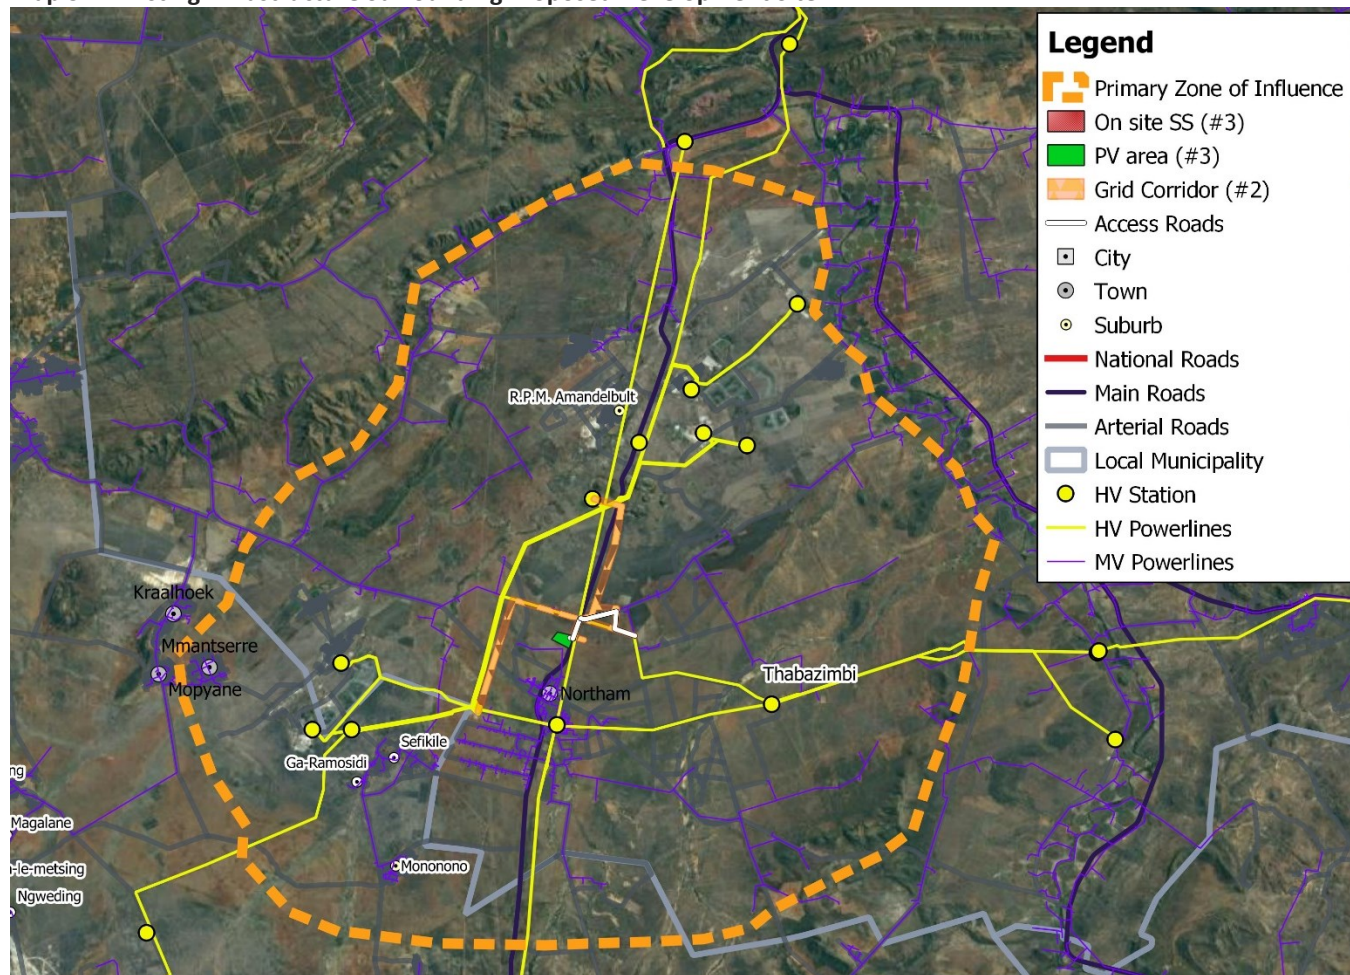 Legend
Primary Zone of Influence
On site SS (#3)
PV area (#3)
Grid Corridor (#2)
Access Roads
City
Town
Suburb
National Roads
Main Roads
Arterial Roads
Local Municipality
HV Station
HV Powerlines
MV Powerlines
R.P.M. Amandelbult
Kraalhoek
Mmantserre
Mopyane
Thabazimbi
Northam
Sefikile
Ga-Ramosidi
ng
Magalane
Mononono
-le-metsing
Ngweding